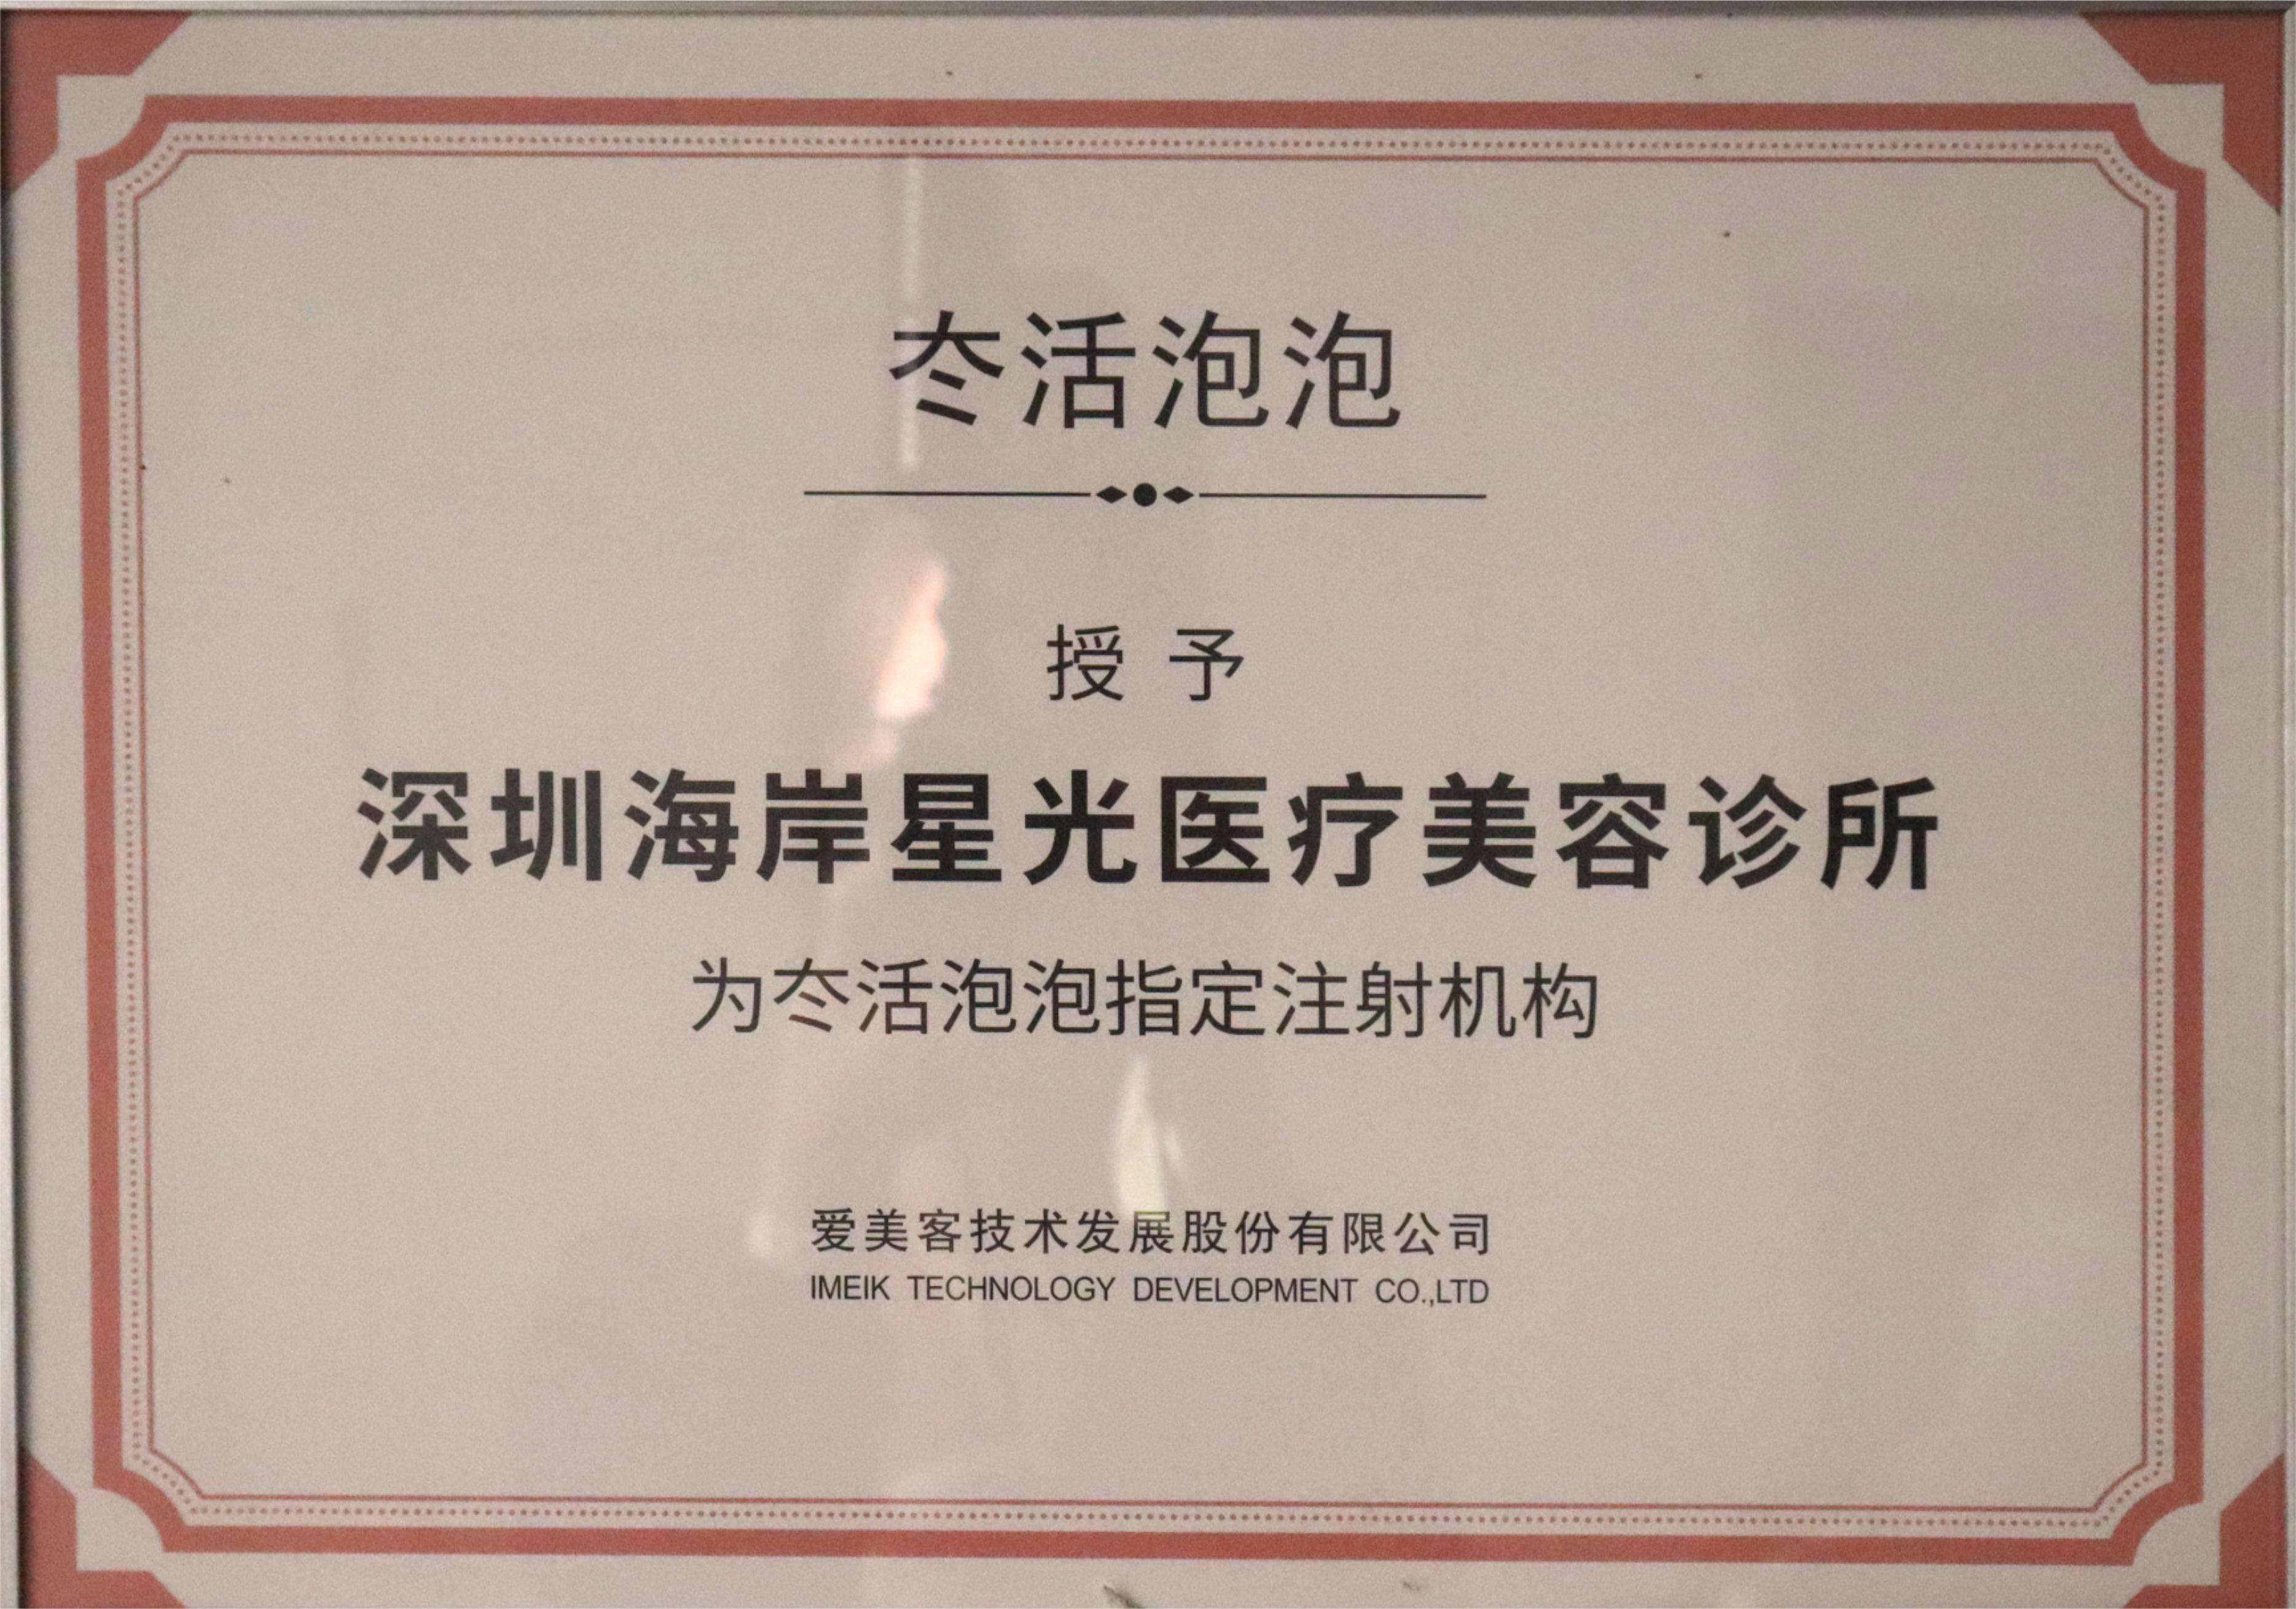 冭活泡泡
授予
深圳海岸星光医疗美容诊所
为冭活泡泡指定注射机构
爱美客技术发展股份有限公司
IMEIK TECHNOLOGY DEVELOPMENT CO.,LTD